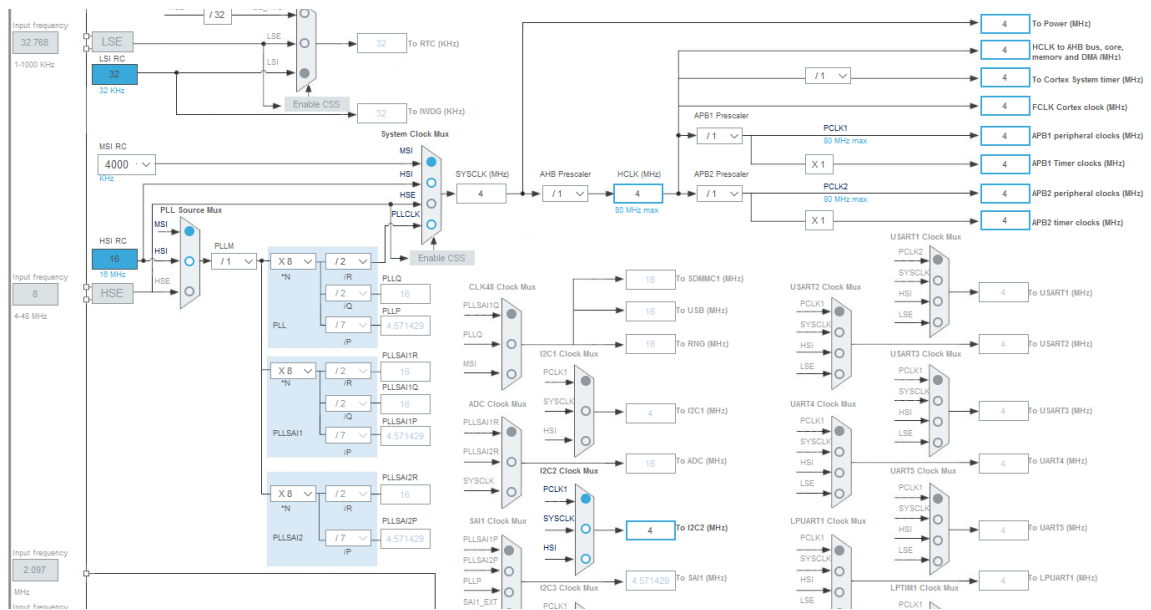 / 32
Input frequency
32.768
1-1000 KHz
LSE
LSI RC
32
32 KHz
LSE
LSI
32
To RTC (KHz)
Enable CSS
32
To IWDG (KHz)
System Clock Mux
MSI RC
4000
KHz
MSI
HSI
HSE
PLLCLK
SYSCLK (MHz)
4
AHB Prescaler
/ 1
HCLK (MHz)
4
80 MHz max
Enable CSS
4
To Power (MHz)
4
HCLK to AHB bus, core,
memory and DMA (MHz)
/ 1
4
To Cortex System timer (MHz)
4
FCLK Cortex clock (MHz)
APB1 Prescaler
/ 1
PCLK1
80 MHz max
4
APB1 peripheral clocks (MHz)
X 1
4
APB1 Timer clocks (MHz)
APB2 Prescaler
/ 1
PCLK2
80 MHz max
4
APB2 peripheral clocks (MHz)
X 1
4
APB2 timer clocks (MHz)
PLL Source Mux
MSI
HSI
HSE
HSI RC
16
16 MHz
Input frequency
8
4-48 MHz
HSE
PLLM
/ 1
X 8
*N
/ 2
/R
PLLQ
/ 2
16
/Q
PLLP
PLL
/ 7
4.571429
/P
PLLSAI1R
X 8
*N
/ 2
16
/R
PLLSAI1Q
/ 2
16
/Q
PLLSAI1P
PLLSAI1
/ 7
4.571429
/P
PLLSAI2R
X 8
*N
/ 2
16
/R
PLLSAI2P
PLLSAI2
/ 7
4.571429
/P
CLK48 Clock Mux
PLLSAI1Q
PLLQ
MSI
16
To SDMMC1 (MHz)
16
To USB (MHz)
16
To RNG (MHz)
I2C1 Clock Mux
PCLK1
SYSCLK
HSI
4
To I2C1 (MHz)
ADC Clock Mux
PLLSAI1R
PLLSAI2R
SYSCLK
16
To ADC (MHz)
I2C2 Clock Mux
PCLK1
SYSCLK
HSI
4
To I2C2 (MHz)
SAI1 Clock Mux
PLLSAI1P
PLLSAI2P
PLLP
SAI1_EXT
4.571429
To SAI1 (MHz)
I2C3 Clock Mux
PCLK1
USART1 Clock Mux
PCLK2
SYSCLK
HSI
LSE
4
To USART1 (MHz)
USART2 Clock Mux
PCLK1
SYSCLK
HSI
LSE
4
To USART2 (MHz)
USART3 Clock Mux
PCLK1
SYSCLK
HSI
LSE
4
To USART3 (MHz)
UART4 Clock Mux
PCLK1
SYSCLK
HSI
LSE
4
To UART4 (MHz)
UART5 Clock Mux
PCLK1
SYSCLK
HSI
LSE
4
To UART5 (MHz)
LPUART1 Clock Mux
PCLK1
SYSCLK
HSI
LSE
4
To LPUART1 (MHz)
LPTIM1 Clock Mux
PCLK1
Input frequency
2.097
MHz
Input frequency